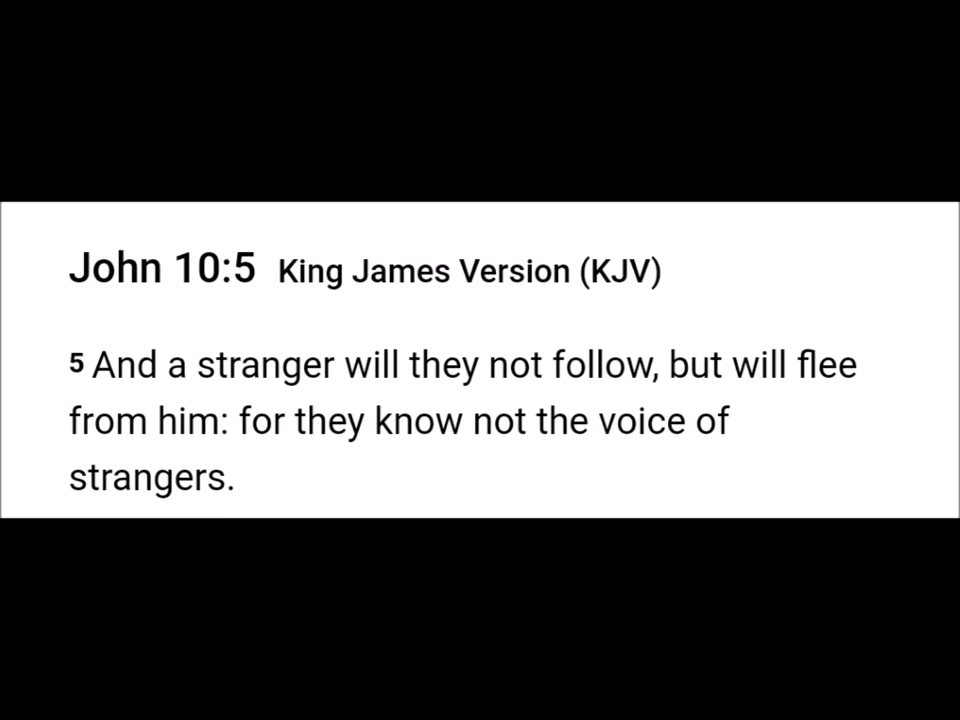 John 10:5 King James Version (KJV)
5 And a stranger will they not follow, but will flee
from him: for they know not the voice of
strangers.